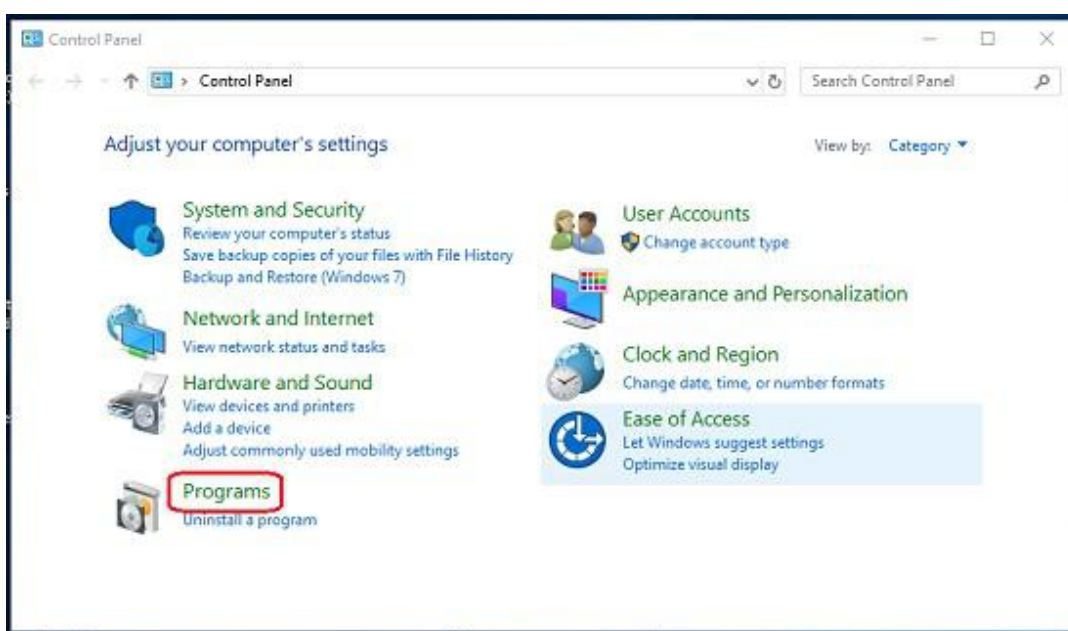 Control Panel
Control Panel
Search Control Panel
Adjust your computer's settings
View by: Category
System and Security
Review your computer's status
Save backup copies of your files with File History
Backup and Restore (Windows 7)
Network and Internet
View network status and tasks
Hardware and Sound
View devices and printers
Add a device
Adjust commonly used mobility settings
Programs
Uninstall a program
User Accounts
Change account type
Appearance and Personalization
Clock and Region
Change date, time, or number formats
Ease of Access
Let Windows suggest settings
Optimize visual display